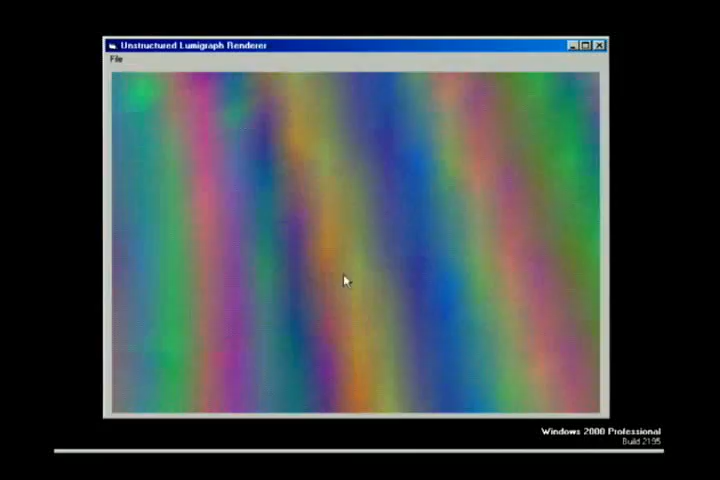 Unstructured Lumigraph Renderer
File
Windows 2000 Professional
Build 2195